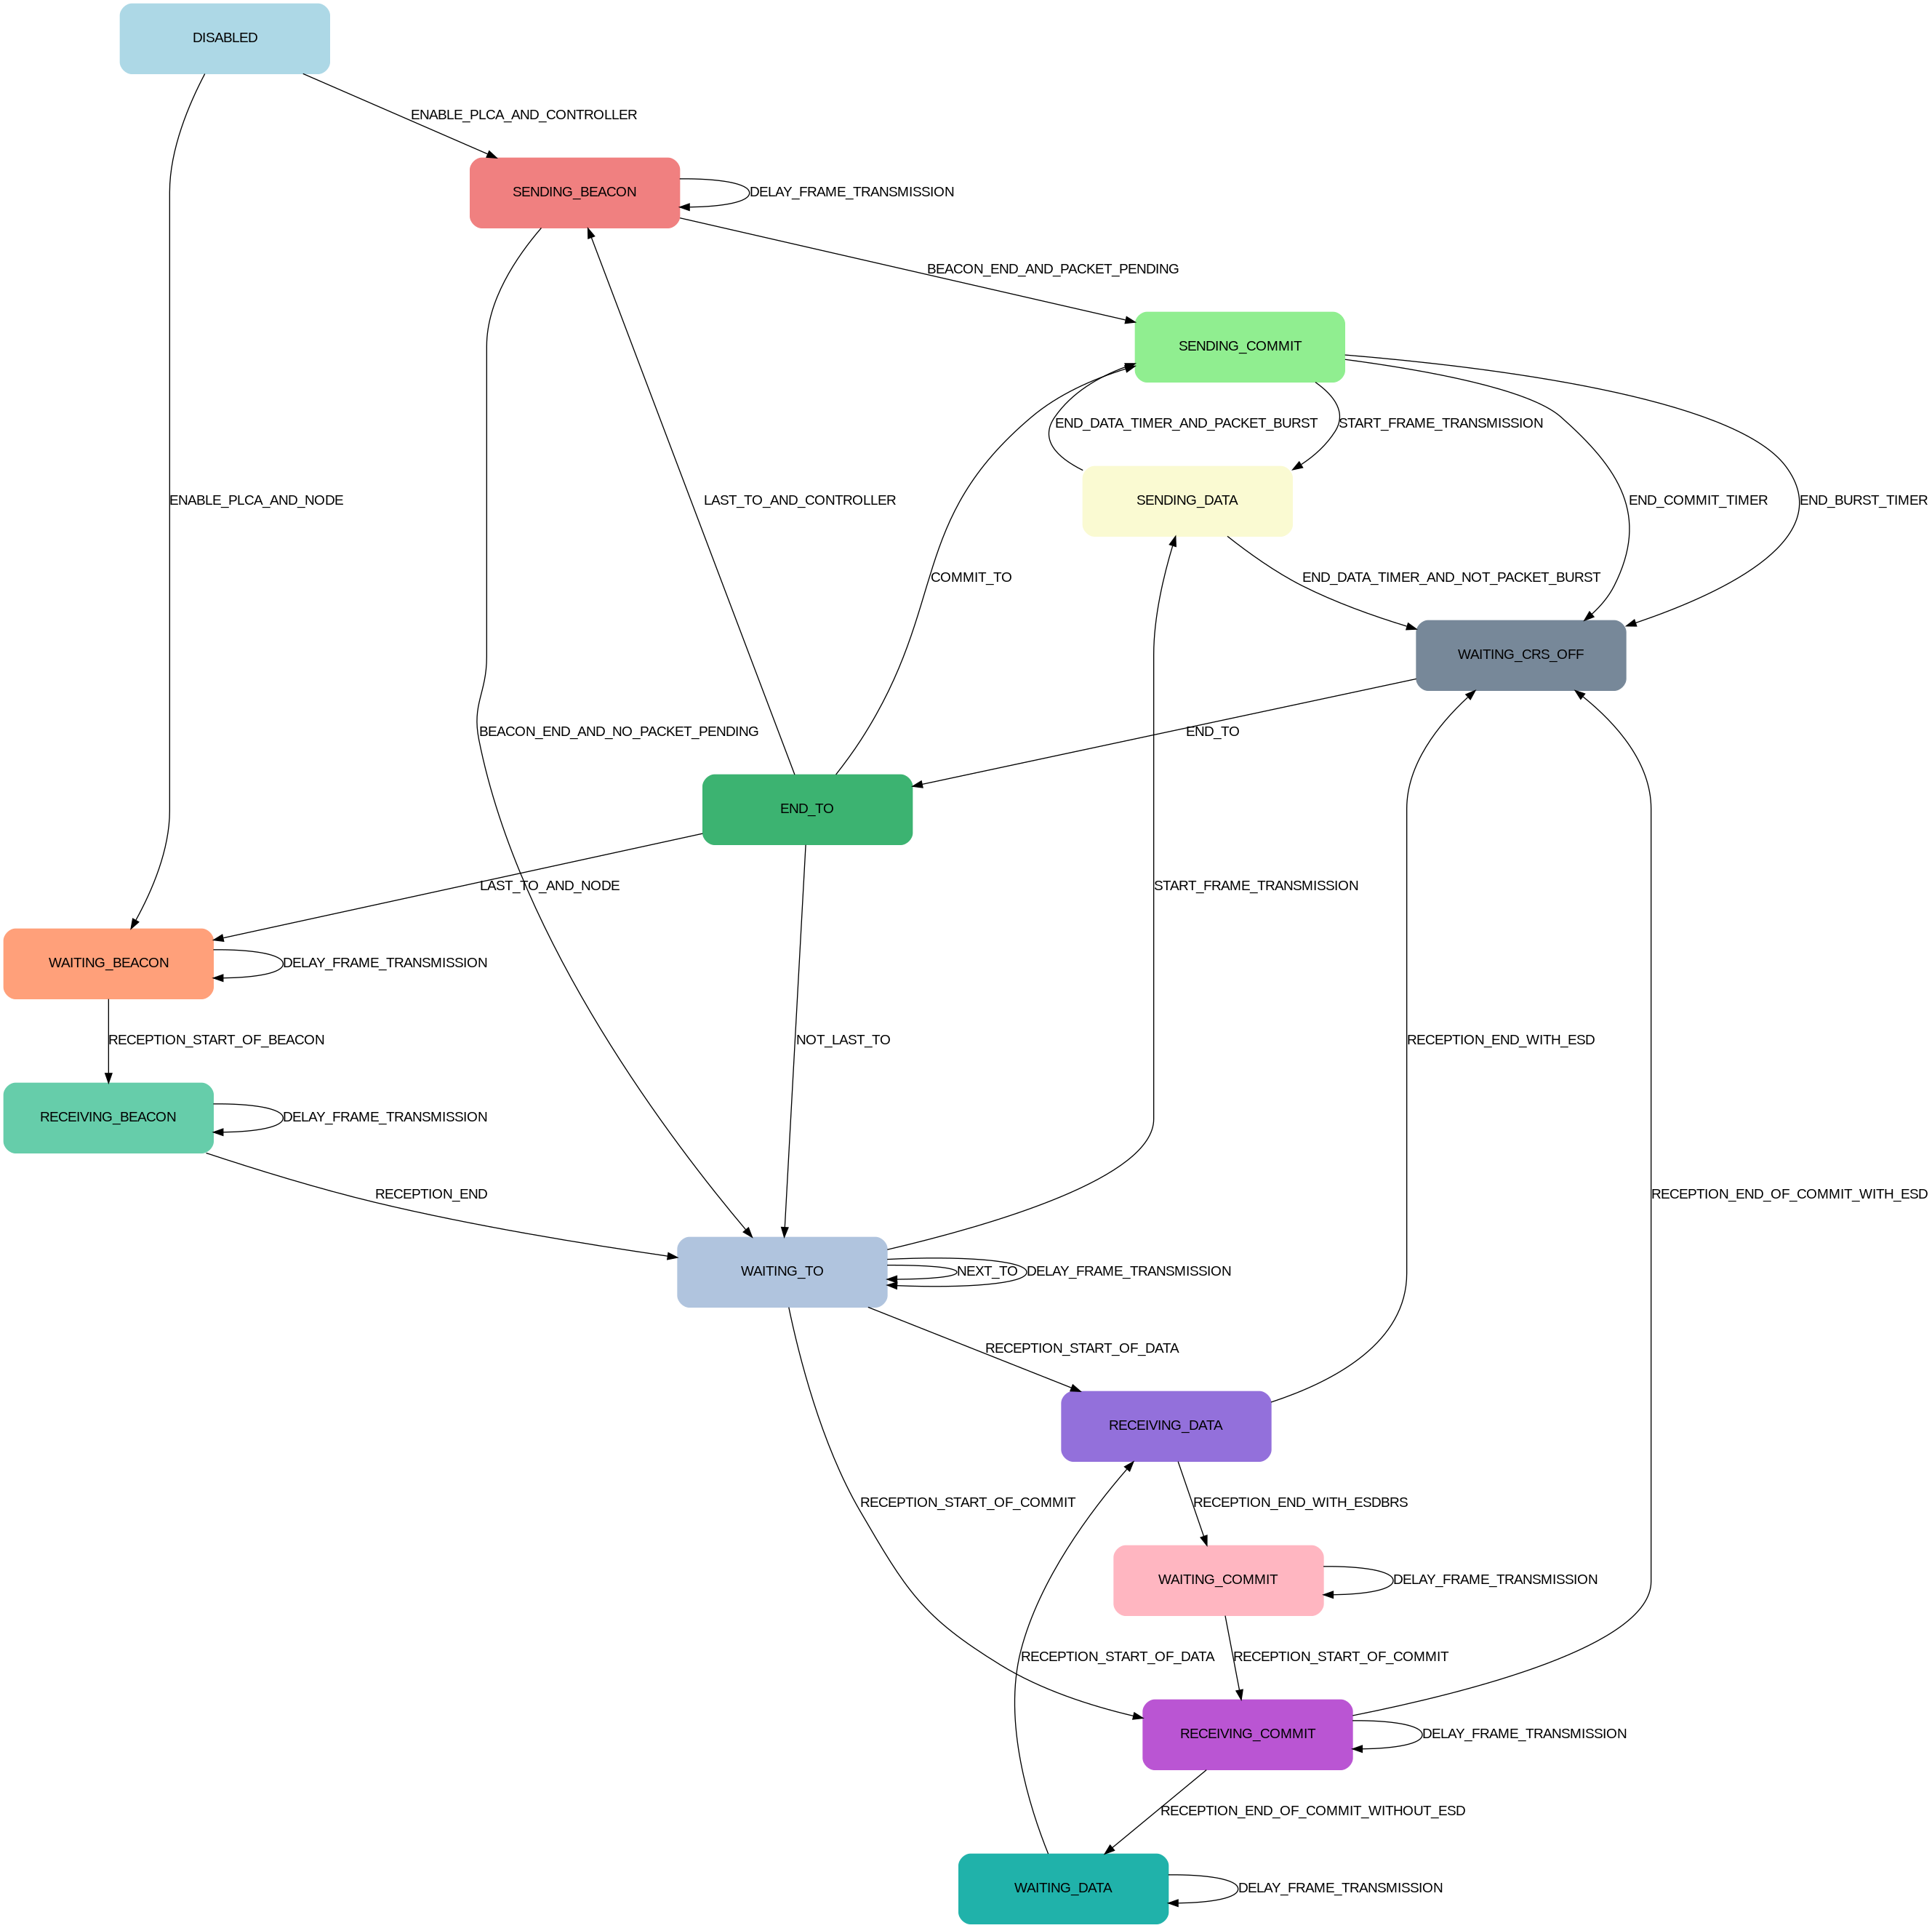 DISABLED
ENABLE_PLCA_AND_CONTROLLER
SENDING_BEACON
DELAY_FRAME_TRANSMISSION
BEACON_END_AND_PACKET_PENDING
SENDING_COMMIT
END_DATA_TIMER_AND_PACKET_BURST
START_FRAME_TRANSMISSION
ENABLE_PLCA_AND_NODE
LAST_TO_AND_CONTROLLER
SENDING_DATA
END_COMMIT_TIMER
END_BURST_TIMER
COMMIT_TO
END_DATA_TIMER_AND_NOT_PACKET_BURST
WAITING_CRS_OFF
BEACON_END_AND_NO_PACKET_PENDING
END_TO
END_TO
LAST_TO_AND_NODE
START_FRAME_TRANSMISSION
WAITING_BEACON
DELAY_FRAME_TRANSMISSION
RECEPTION_START_OF_BEACON
NOT_LAST_TO
RECEPTION_END_WITH_ESD
RECEIVING_BEACON
DELAY_FRAME_TRANSMISSION
RECEPTION_END
RECEPTION_END_OF_COMMIT_WITH_ESD
WAITING_TO
NEXT_TO
DELAY_FRAME_TRANSMISSION
RECEPTION_START_OF_DATA
RECEIVING_DATA
RECEPTION_START_OF_COMMIT
RECEPTION_END_WITH_ESDBRS
WAITING_COMMIT
DELAY_FRAME_TRANSMISSION
RECEPTION_START_OF_DATA
RECEPTION_START_OF_COMMIT
RECEIVING_COMMIT
DELAY_FRAME_TRANSMISSION
RECEPTION_END_OF_COMMIT_WITHOUT_ESD
WAITING_DATA
DELAY_FRAME_TRANSMISSION